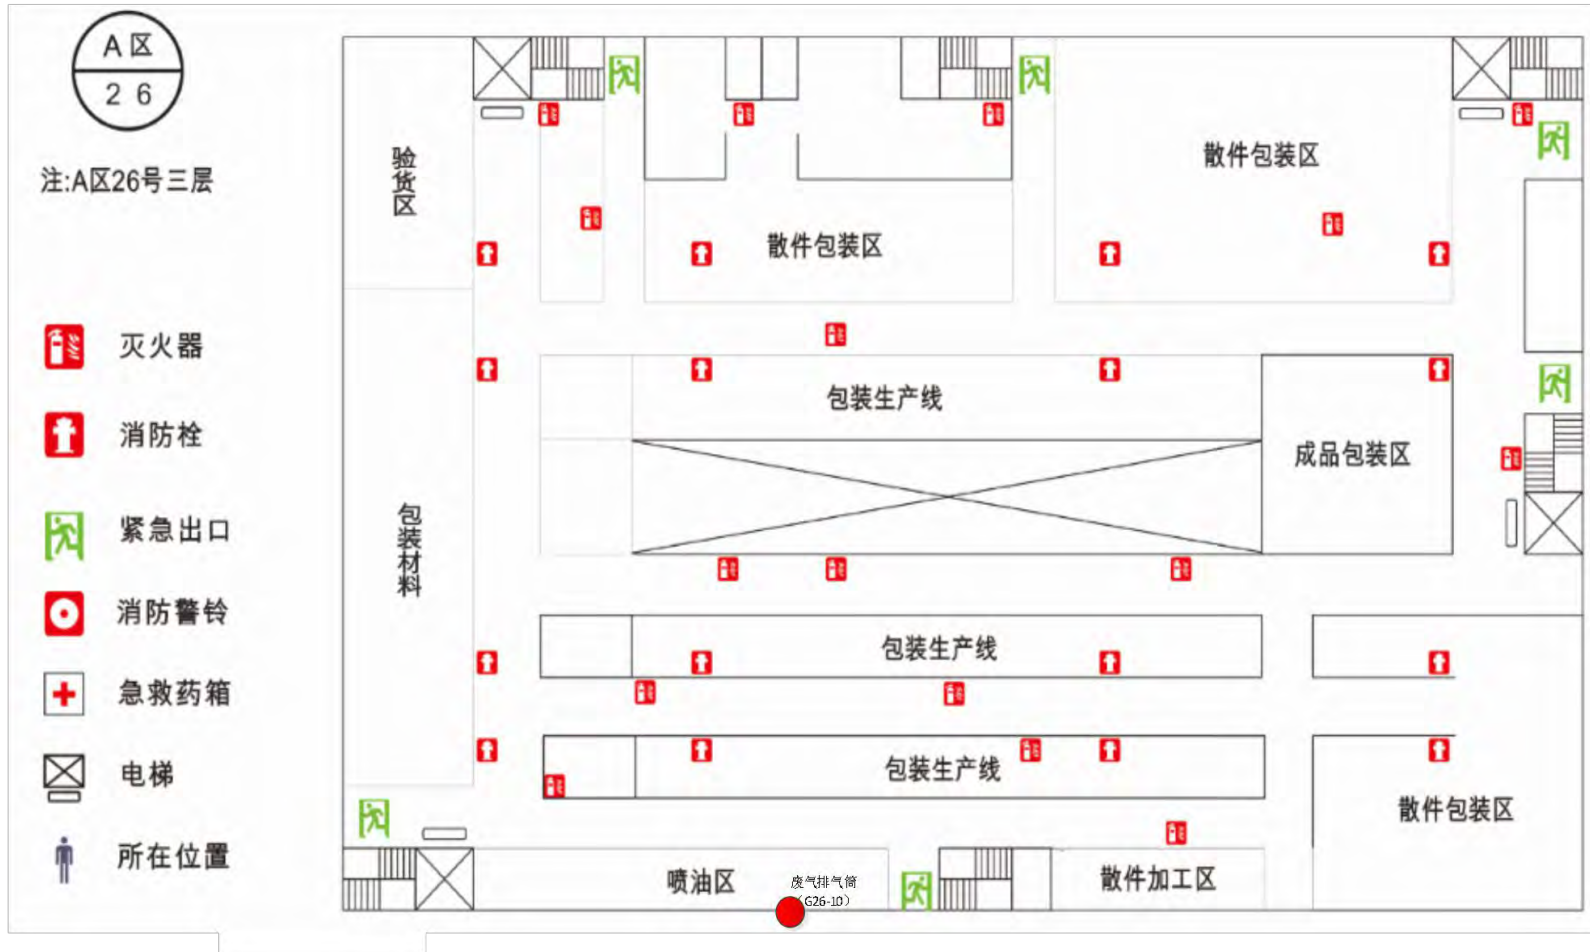 A区
26
注:A区26号三层
灭火器
消防栓
紧急出口
消防警铃
急救药箱
电梯
所在位置
验货区
散件包装区
散件包装区
包装生产线
成品包装区
包装材料
包装生产线
包装生产线
散件包装区
喷油区
废气排气筒
（G26-10）
散件加工区